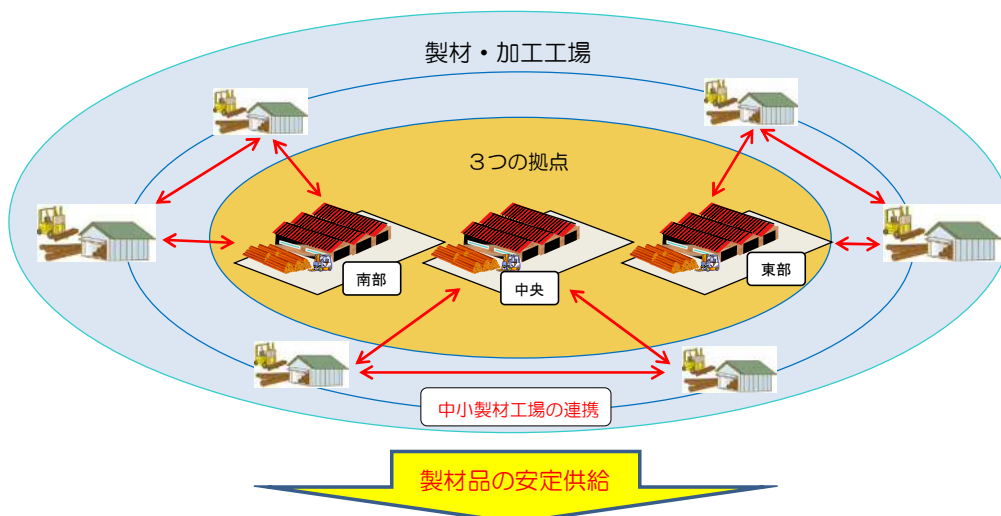 製材・加工工場
３つの拠点
南部
中央
東部
中小製材工場の連携
製材品の安定供給